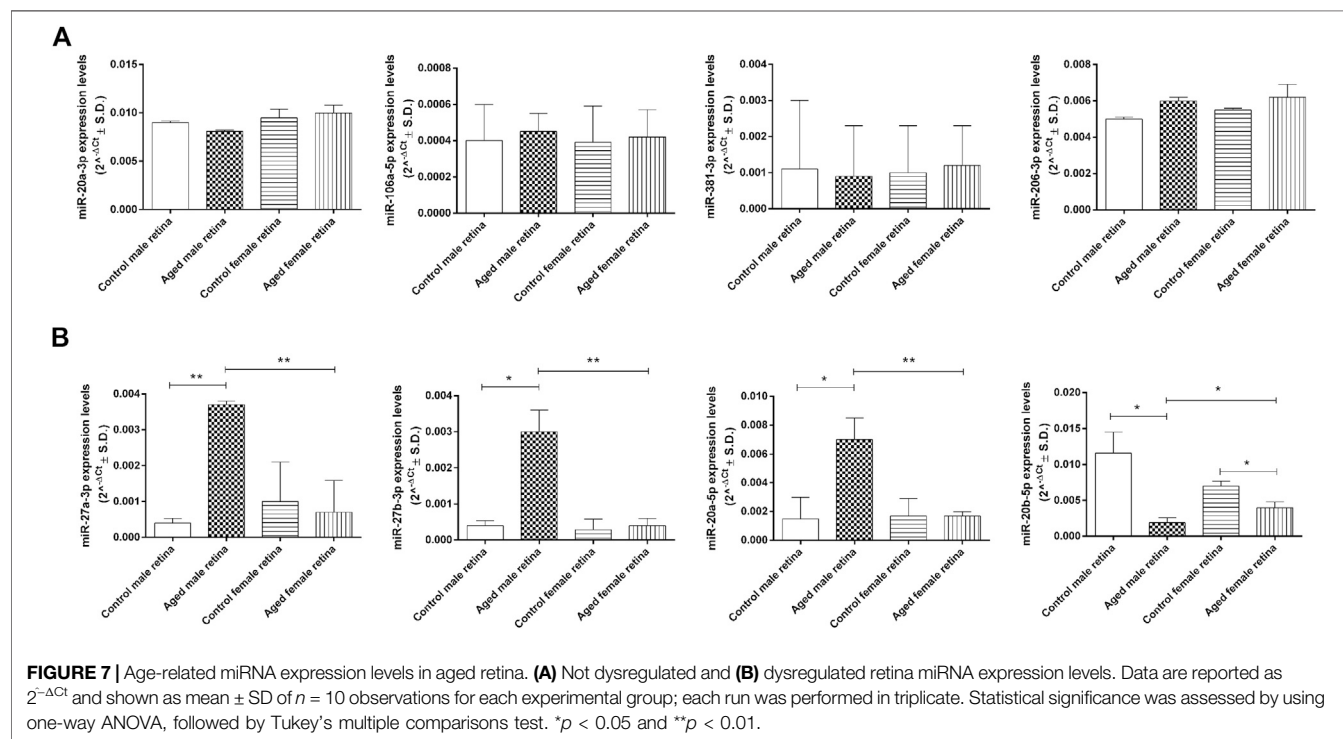 A
miR-20a-3p expression levels
(2^-ΔCt ± S.D.)
0.015
0.010
0.005
0.000
Control male retina
Aged male retina
Control female retina
Aged female retina
miR-106a-5p expression levels
(2^-ΔCt ± S.D.)
0.0006
0.0004
0.0002
0.0000
Control male retina
Aged male retina
Control female retina
Aged female retina
miR-381-3p expression levels
(2^-ΔCt ± S.D.)
0.004
0.003
0.002
0.001
0.000
Control male retina
Aged male retina
Control female retina
Aged female retina
miR-206-3p expression levels
(2^-ΔCt ± S.D.)
0.008
0.006
0.004
0.002
0.000
Control male retina
Aged male retina
Control female retina
Aged female retina
B
miR-27a-3p expression levels
(2^-ΔCt ± S.D.)
0.004
0.003
0.002
0.001
0.000
**
**
Control male retina
Aged male retina
Control female retina
Aged female retina
miR-27b-3p expression levels
(2^-ΔCt ± S.D.)
0.004
0.003
0.002
0.001
0.000
*
**
Control male retina
Aged male retina
Control female retina
Aged female retina
miR-20a-5p expression levels
(2^-ΔCt ± S.D.)
0.010
0.008
0.006
0.004
0.002
0.000
*
**
Control male retina
Aged male retina
Control female retina
Aged female retina
miR-20b-5p expression levels
(2^-ΔCt ± S.D.)
0.020
0.015
0.010
0.005
0.000
*
*
*
Control male retina
Aged male retina
Control female retina
Aged female retina
FIGURE 7 | Age-related miRNA expression levels in aged retina. (A) Not dysregulated and (B) dysregulated retina miRNA expression levels. Data are reported as
2^−ΔCt and shown as mean ± SD of n = 10 observations for each experimental group; each run was performed in triplicate. Statistical significance was assessed by using
one-way ANOVA, followed by Tukey's multiple comparisons test. *p < 0.05 and **p < 0.01.